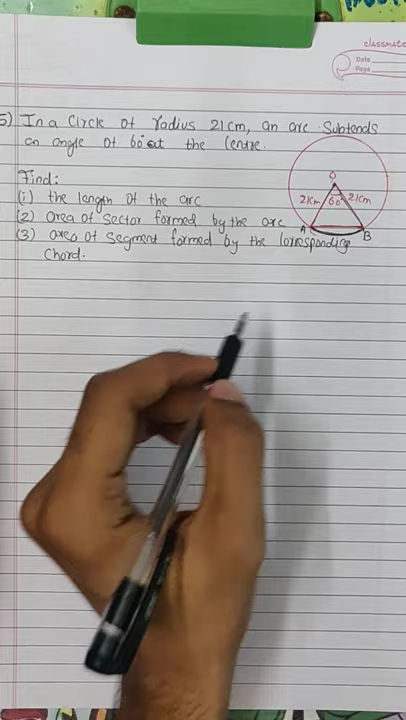 classmate
Date
Page
5) In a Circle of radius 21cm, an arc Subtends
an angle of 60° at the Centre.
Find:
(i) the length of the arc
(2) area of Sector formed by the arc
(3) area of Segment formed by the Corresponding
Chord.
O
21cm 60° 21cm
A B